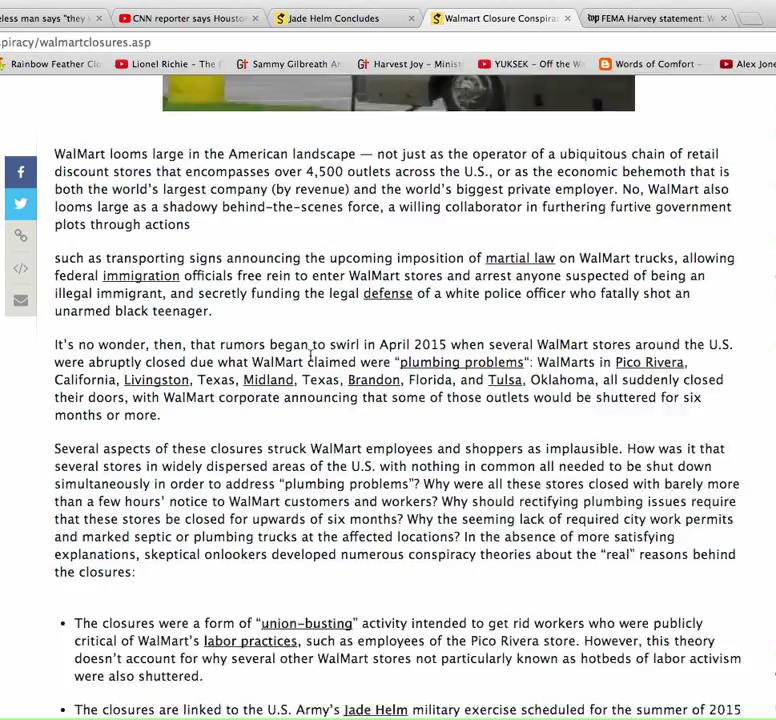 eless man says "they
CNN reporter says Housto
Jade Helm Concludes
Walmart Closure Conspira
FEMA Harvey statement: W
spiracy/walmartclosures.asp
Rainbow Feather Cl
Lionel Richie - The
Sammy Gilbreath
Harvest Joy - Minis
YUKSEK - Off the W
Words of Comfort
Alex Jone
WalMart looms large in the American landscape — not just as the operator of a ubiquitous chain of retail
discount stores that encompasses over 4,500 outlets across the U.S., or as the economic behemoth that is
both the world's largest company (by revenue) and the world's biggest private employer. No, WalMart also
looms large as a shadowy behind-the-scenes force, a willing collaborator in furthering furtive government
plots through actions
such as transporting signs announcing the upcoming imposition of martial law on WalMart trucks, allowing
federal immigration officials free rein to enter WalMart stores and arrest anyone suspected of being an
illegal immigrant, and secretly funding the legal defense of a white police officer who fatally shot an
unarmed black teenager.
It's no wonder, then, that rumors began to swirl in April 2015 when several WalMart stores around the U.S.
were abruptly closed due what WalMart claimed were “plumbing problems“: WalMarts in Pico Rivera,
California, Livingston, Texas, Midland, Texas, Brandon, Florida, and Tulsa, Oklahoma, all suddenly closed
their doors, with WalMart corporate announcing that some of those outlets would be shuttered for six
months or more.
Several aspects of these closures struck WalMart employees and shoppers as implausible. How was it that
several stores in widely dispersed areas of the U.S. with nothing in common all needed to be shut down
simultaneously in order to address “plumbing problems”? Why were all these stores closed with barely more
than a few hours' notice to WalMart customers and workers? Why should rectifying plumbing issues require
that these stores be closed for upwards of six months? Why the seeming lack of required city work permits
and marked septic or plumbing trucks at the affected locations? In the absence of more satisfying
explanations, skeptical onlookers developed numerous conspiracy theories about the “real” reasons behind
the closures:
• The closures were a form of “union-busting” activity intended to get rid workers who were publicly
critical of WalMart's labor practices, such as employees of the Pico Rivera store. However, this theory
doesn't account for why several other WalMart stores not particularly known as hotbeds of labor activism
were also shuttered.
• The closures are linked to the U.S. Army's Jade Helm military exercise scheduled for the summer of 2015